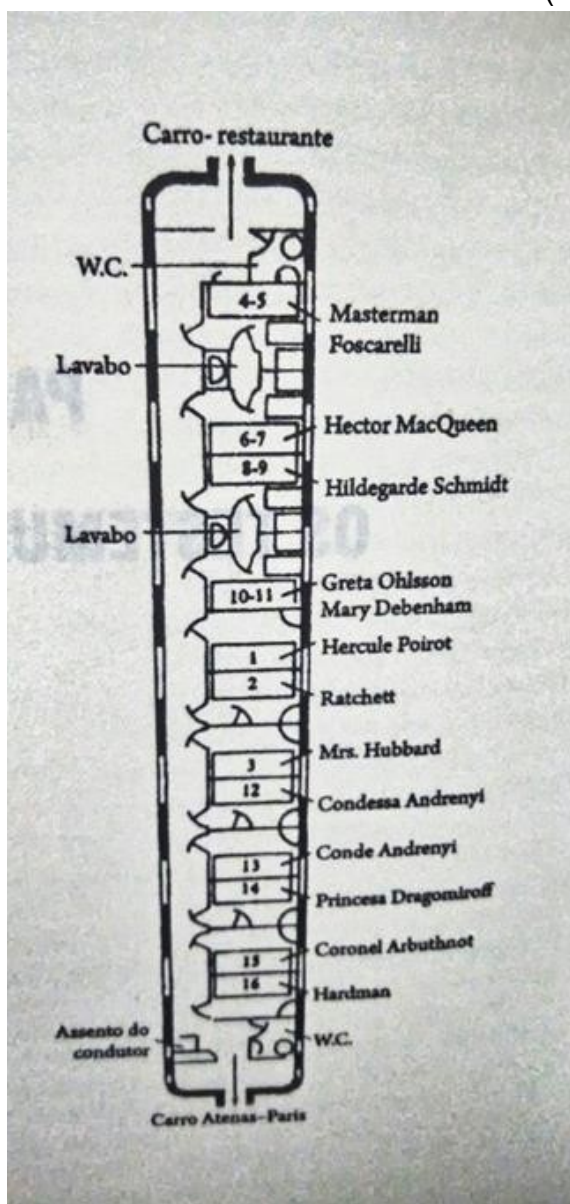 Carro-restaurante
W.C.
4-5
Masterman
Foscarelli
Lavabo
6-7
Hector MacQueen
8-9
Hildegarde Schmidt
Lavabo
10-11
Greta Ohlsson
Mary Debenham
1
Hercule Poirot
2
Ratchett
3
Mrs. Hubbard
12
Condessa Andrenyi
13
Conde Andrenyi
14
Princesa Dragomiroff
15
Coronel Arbuthnot
16
Hardman
Assento do
condutor
W.C.
Carro Atenas-Paris